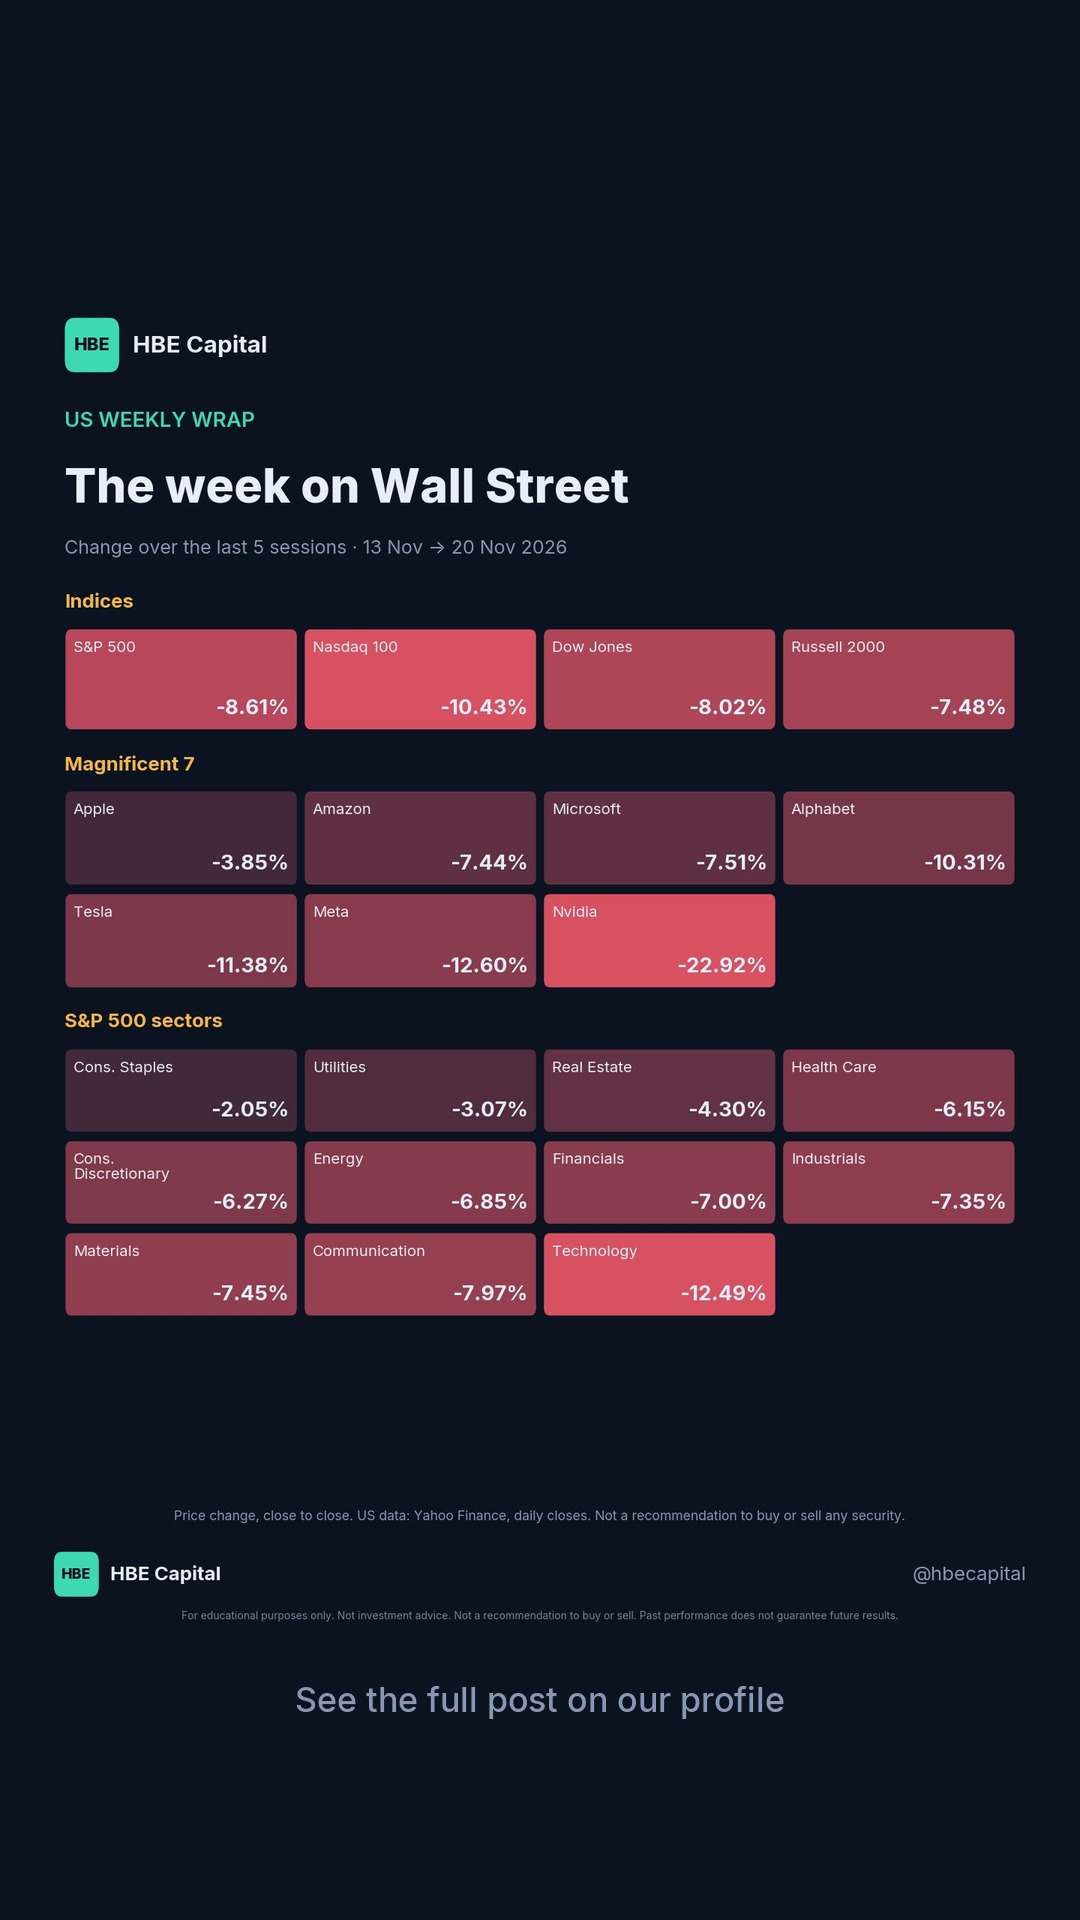 HBE HBE Capital
US WEEKLY WRAP
The week on Wall Street
Change over the last 5 sessions · 13 Nov → 20 Nov 2026
Indices
S&P 500
-8.61%
Nasdaq 100
-10.43%
Dow Jones
-8.02%
Russell 2000
-7.48%
Magnificent 7
Apple
-3.85%
Amazon
-7.44%
Microsoft
-7.51%
Alphabet
-10.31%
Tesla
-11.38%
Meta
-12.60%
Nvidia
-22.92%
S&P 500 sectors
Cons. Staples
-2.05%
Utilities
-3.07%
Real Estate
-4.30%
Health Care
-6.15%
Cons.
Discretionary
-6.27%
Energy
-6.85%
Financials
-7.00%
Industrials
-7.35%
Materials
-7.45%
Communication
-7.97%
Technology
-12.49%
Price change, close to close. US data: Yahoo Finance, daily closes. Not a recommendation to buy or sell any security.
HBE HBE Capital
@hbecapital
For educational purposes only. Not investment advice. Not a recommendation to buy or sell. Past performance does not guarantee future results.
See the full post on our profile